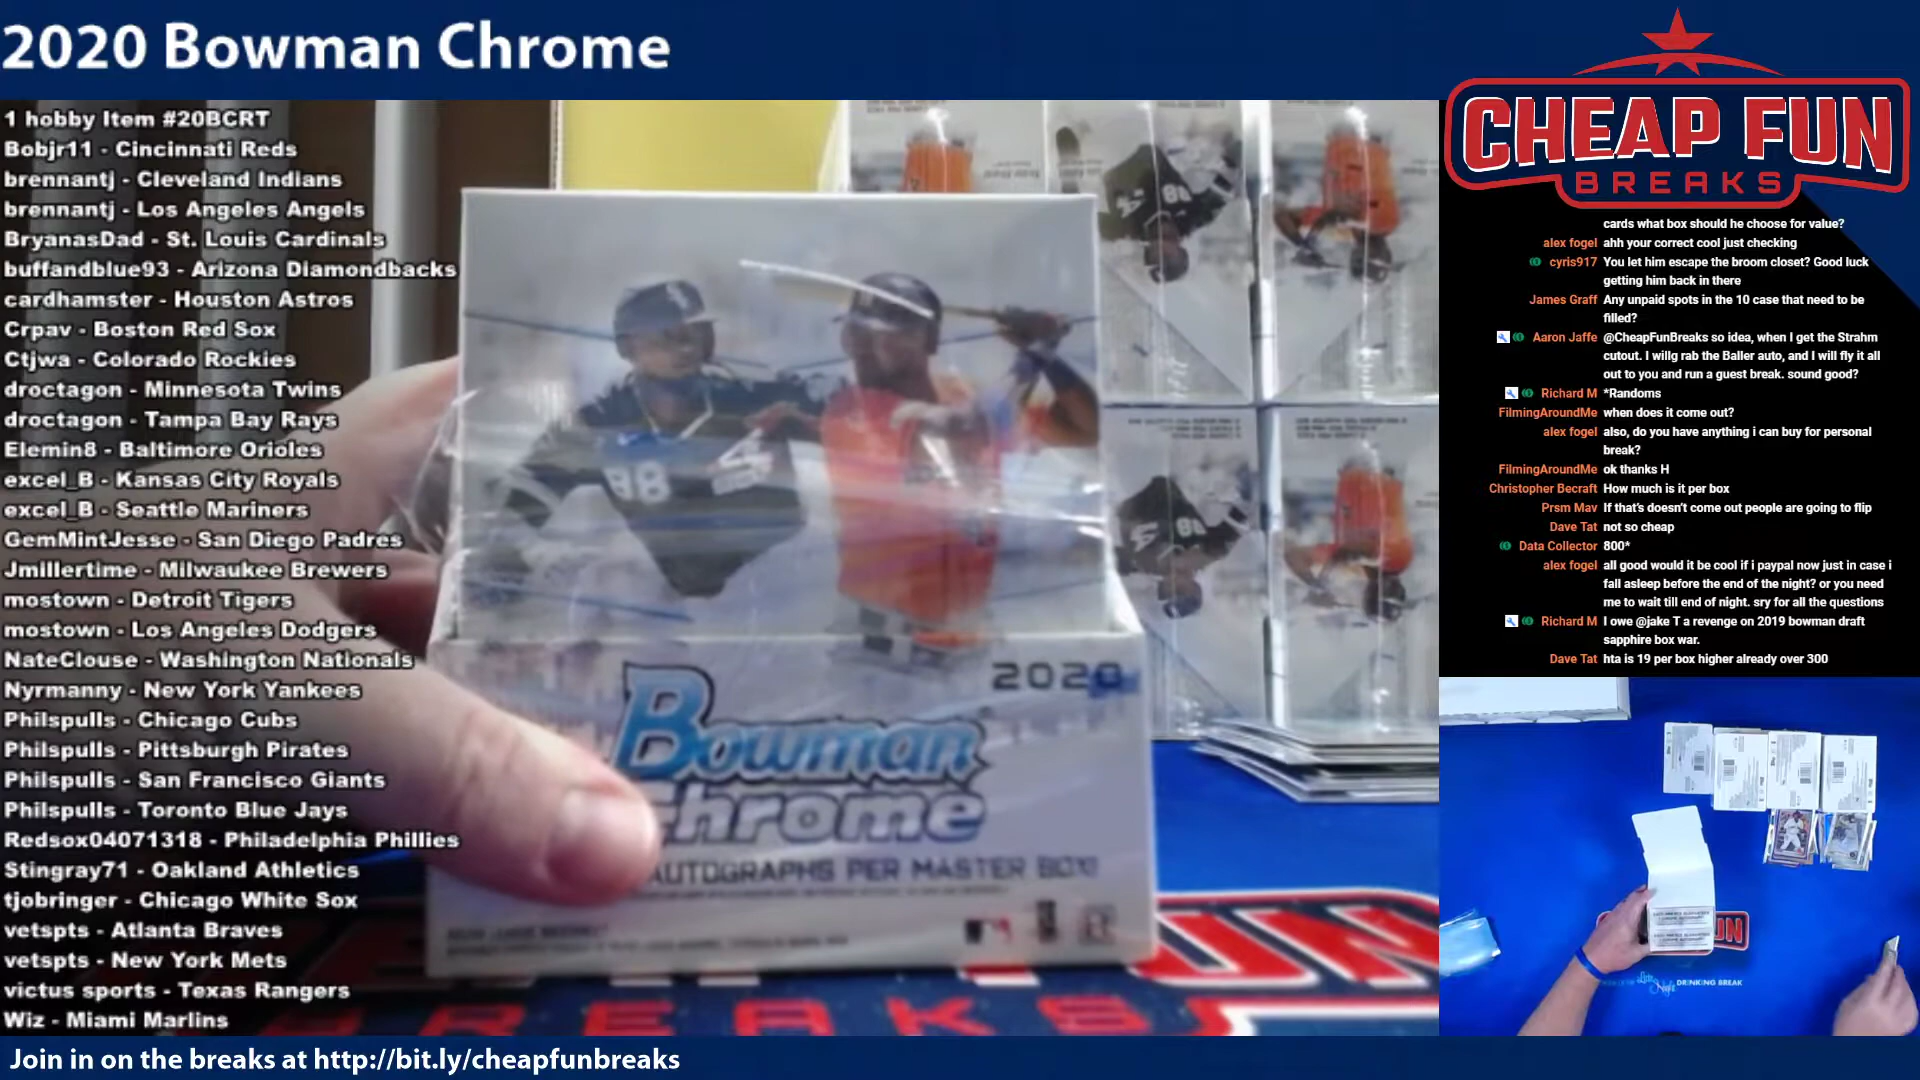 2020 Bowman Chrome
1 hobby Item #20BCRT
Bobjr11 - Cincinnati Reds
brennantj - Cleveland Indians
brennantj - Los Angeles Angels
BryanasDad - St. Louis Cardinals
buffandblue93 - Arizona Diamondbacks
cardhamster - Houston Astros
Crpav - Boston Red Sox
Ctjwa - Colorado Rockies
droctagon - Minnesota Twins
droctagon - Tampa Bay Rays
Elemin8 - Baltimore Orioles
excel_B - Kansas City Royals
excel_B - Seattle Mariners
GemMintJesse - San Diego Padres
Jmillertime - Milwaukee Brewers
mostown - Detroit Tigers
mostown - Los Angeles Dodgers
NateClouse - Washington Nationals
Nyrmanny - New York Yankees
Philspulls - Chicago Cubs
Philspulls - Pittsburgh Pirates
Philspulls - San Francisco Giants
Philspulls - Toronto Blue Jays
Redsox04071318 - Philadelphia Phillies
Stingray71 - Oakland Athletics
tjobringer - Chicago White Sox
vetspts - Atlanta Braves
vetspts - New York Mets
victus sports - Texas Rangers
Wiz - Miami Marlins
88
2020
Bowman
Chrome
AUTOGRAPHS PER MASTER BOX!
BREAKS
CHEAP FUN
BREAKS
cards what box should he choose for value?
alex fogel ahh your correct cool just checking
cyris917 You let him escape the broom closet? Good luck
getting him back in there
James Graff Any unpaid spots in the 10 case that need to be
filled?
Aaron Jaffe @CheapFunBreaks so idea, when I get the Strahm
cutout. I willg rab the Baller auto, and I will fly it all
out to you and run a guest break. sound good?
Richard M *Randoms
FilmingAroundMe when does it come out?
alex fogel also, do you have anything i can buy for personal
break?
FilmingAroundMe ok thanks H
Christopher Becraft How much is it per box
Prsm Mav If that's doesn't come out people are going to flip
Dave Tat not so cheap
Data Collector 800*
alex fogel all good would it be cool if i paypal now just in case i
fall asleep before the end of the night? or you need
me to wait till end of night. sry for all the questions
Richard M I owe @jake T a revenge on 2019 bowman draft
sapphire box war.
Dave Tat hta is 19 per box higher already over 300
Late Night DRINKING BREAK
Join in on the breaks at http://bit.ly/cheapfunbreaks